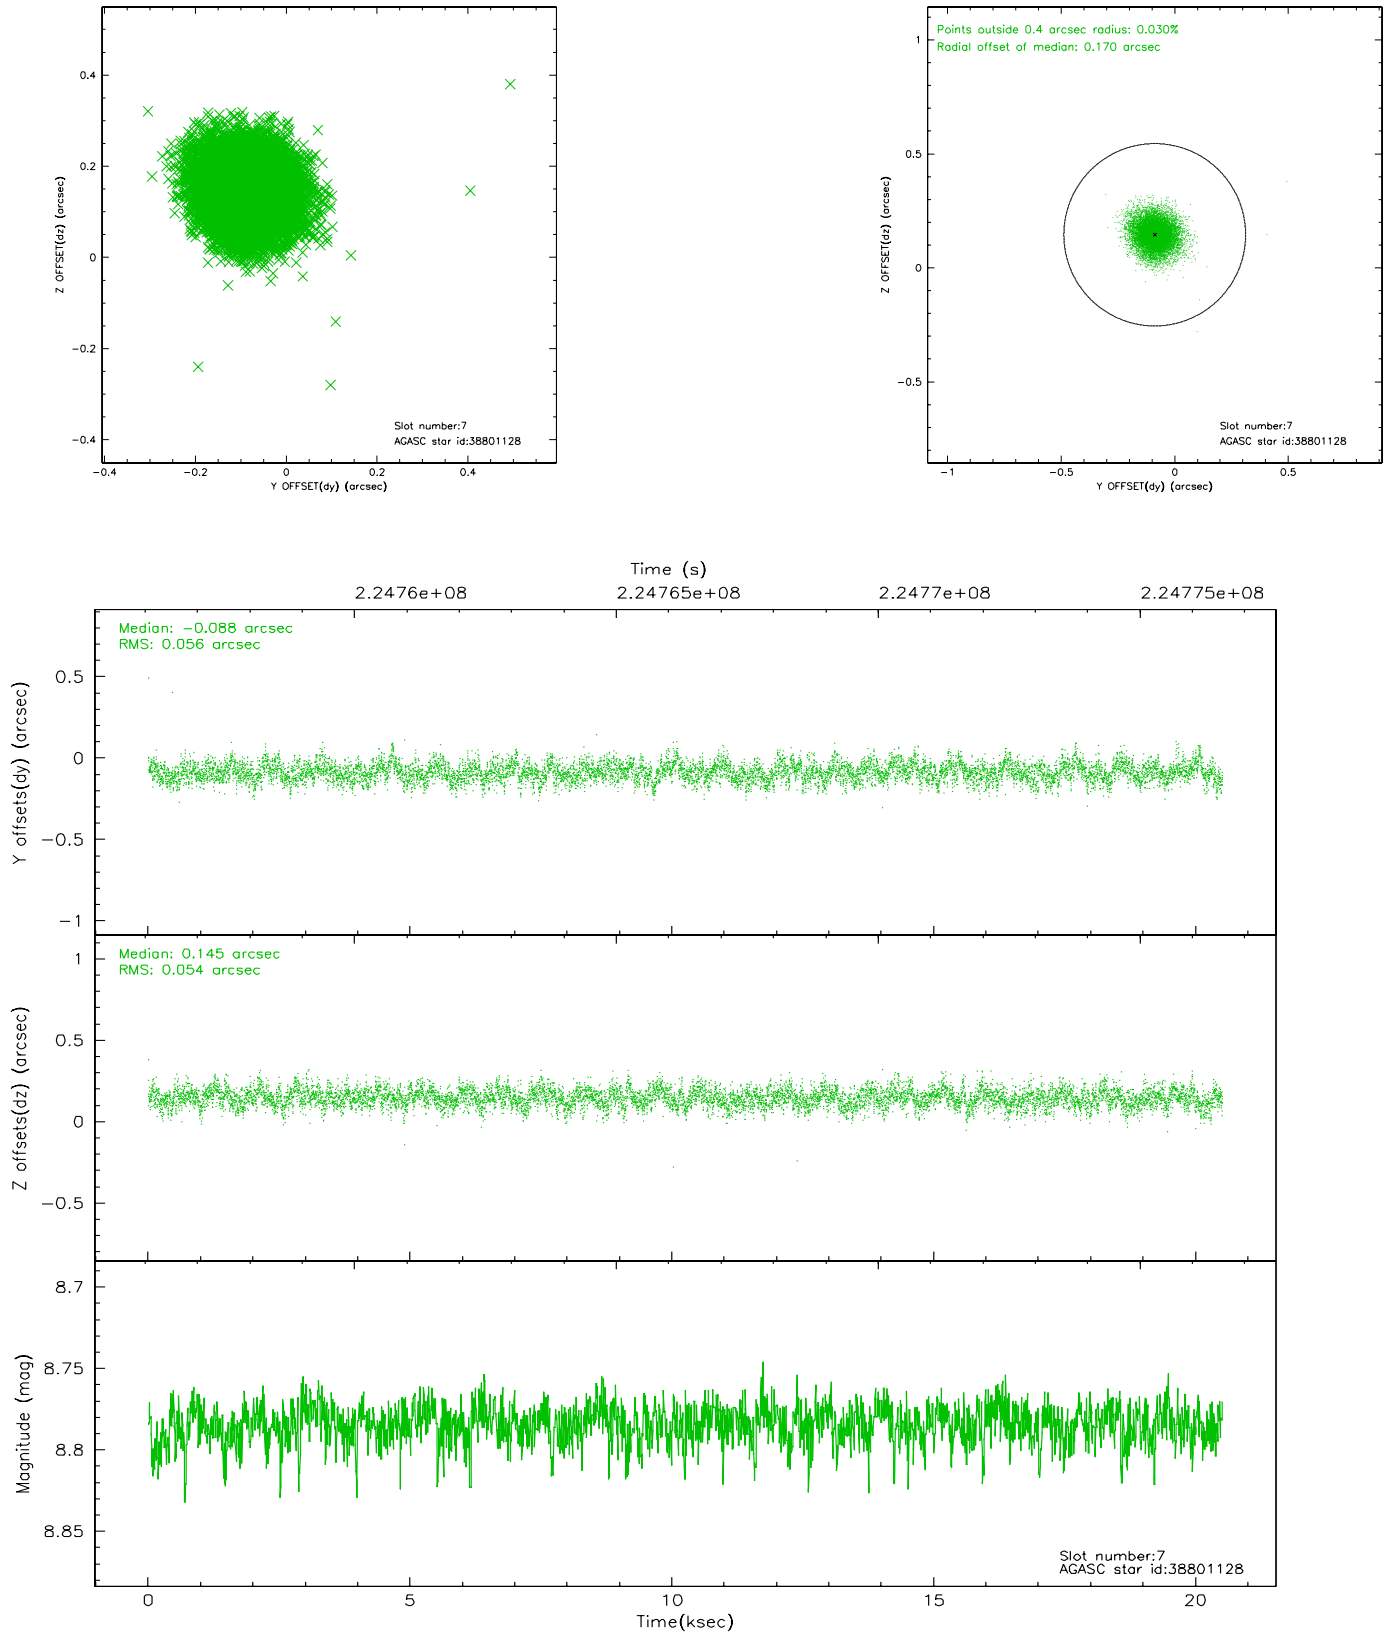 0.4
0.2
0
−0.2
−0.4
Z OFFSET(dz) (arcsec)
−0.4 −0.2 0 0.2 0.4
Y OFFSET(dy) (arcsec)
Slot number:7
AGASC star id:38801128
Points outside 0.4 arcsec radius: 0.030%
Radial offset of median: 0.170 arcsec
1
0.5
0
−0.5
Z OFFSET(dz) (arcsec)
−1 −0.5 0 0.5
Y OFFSET(dy) (arcsec)
Slot number:7
AGASC star id:38801128
Time (s)
2.2476e+08 2.24765e+08 2.2477e+08 2.24775e+08
Median: −0.088 arcsec
RMS: 0.056 arcsec
0.5
0
−0.5
−1
Y offsets(dy) (arcsec)
Median: 0.145 arcsec
RMS: 0.054 arcsec
1
0.5
0
−0.5
Z offsets(dz) (arcsec)
8.7
8.75
8.8
8.85
Magnitude (mag)
Slot number:7
AGASC star id:38801128
0 5 10 15 20
Time(ksec)